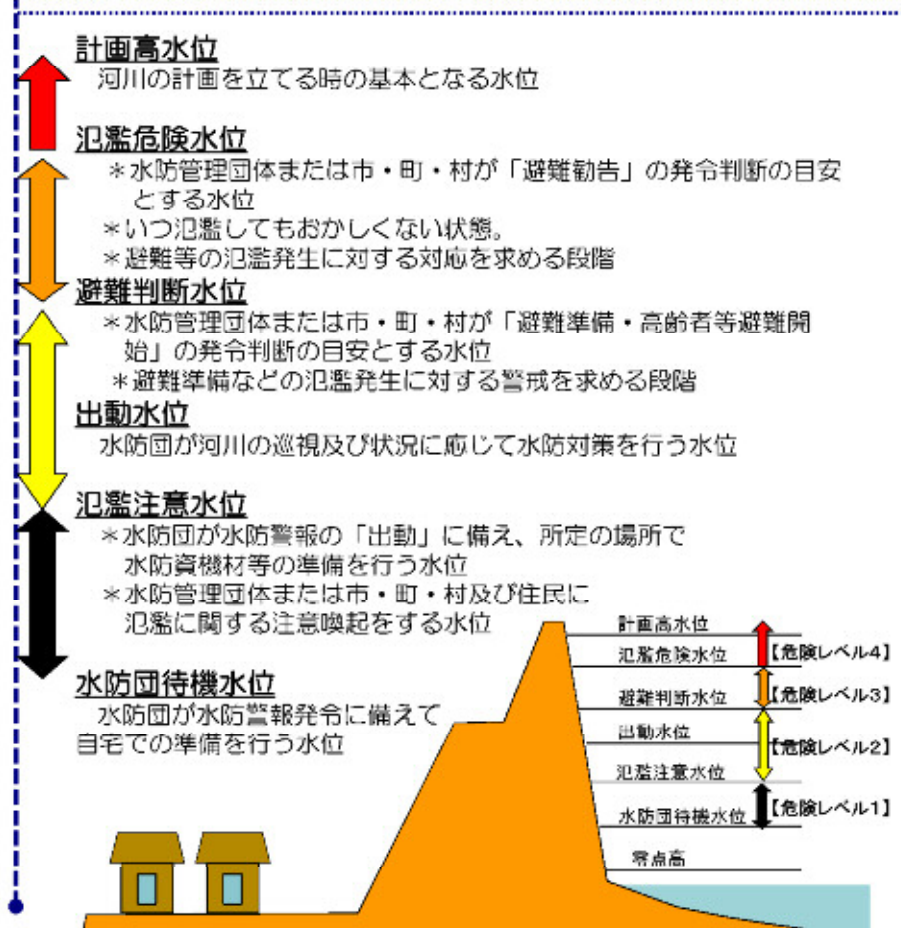 計画高水位
河川の計画を立てる時の基本となる水位
氾濫危険水位
＊水防管理団体または市・町・村が「避難勧告」の発令判断の目安
とする水位
＊いつ氾濫してもおかしくない状態。
＊避難等の氾濫発生に対する対応を求める段階
避難判断水位
＊水防管理団体または市・町・村が「避難準備・高齢者等避難開
始」の発令判断の目安とする水位
＊避難準備などの氾濫発生に対する警戒を求める段階
出動水位
水防団が河川の巡視及び状況に応じて水防対策を行う水位
氾濫注意水位
＊水防団が水防警報の「出動」に備え、所定の場所で
水防資機材等の準備を行う水位
＊水防管理団体または市・町・村及び住民に
氾濫に関する注意喚起をする水位
水防団待機水位
水防団が水防警報発令に備えて
自宅での準備を行う水位
計画高水位
氾濫危険水位 【危険レベル4】
避難判断水位 【危険レベル3】
出動水位
【危険レベル2】
氾濫注意水位
水防団待機水位 【危険レベル1】
零点高